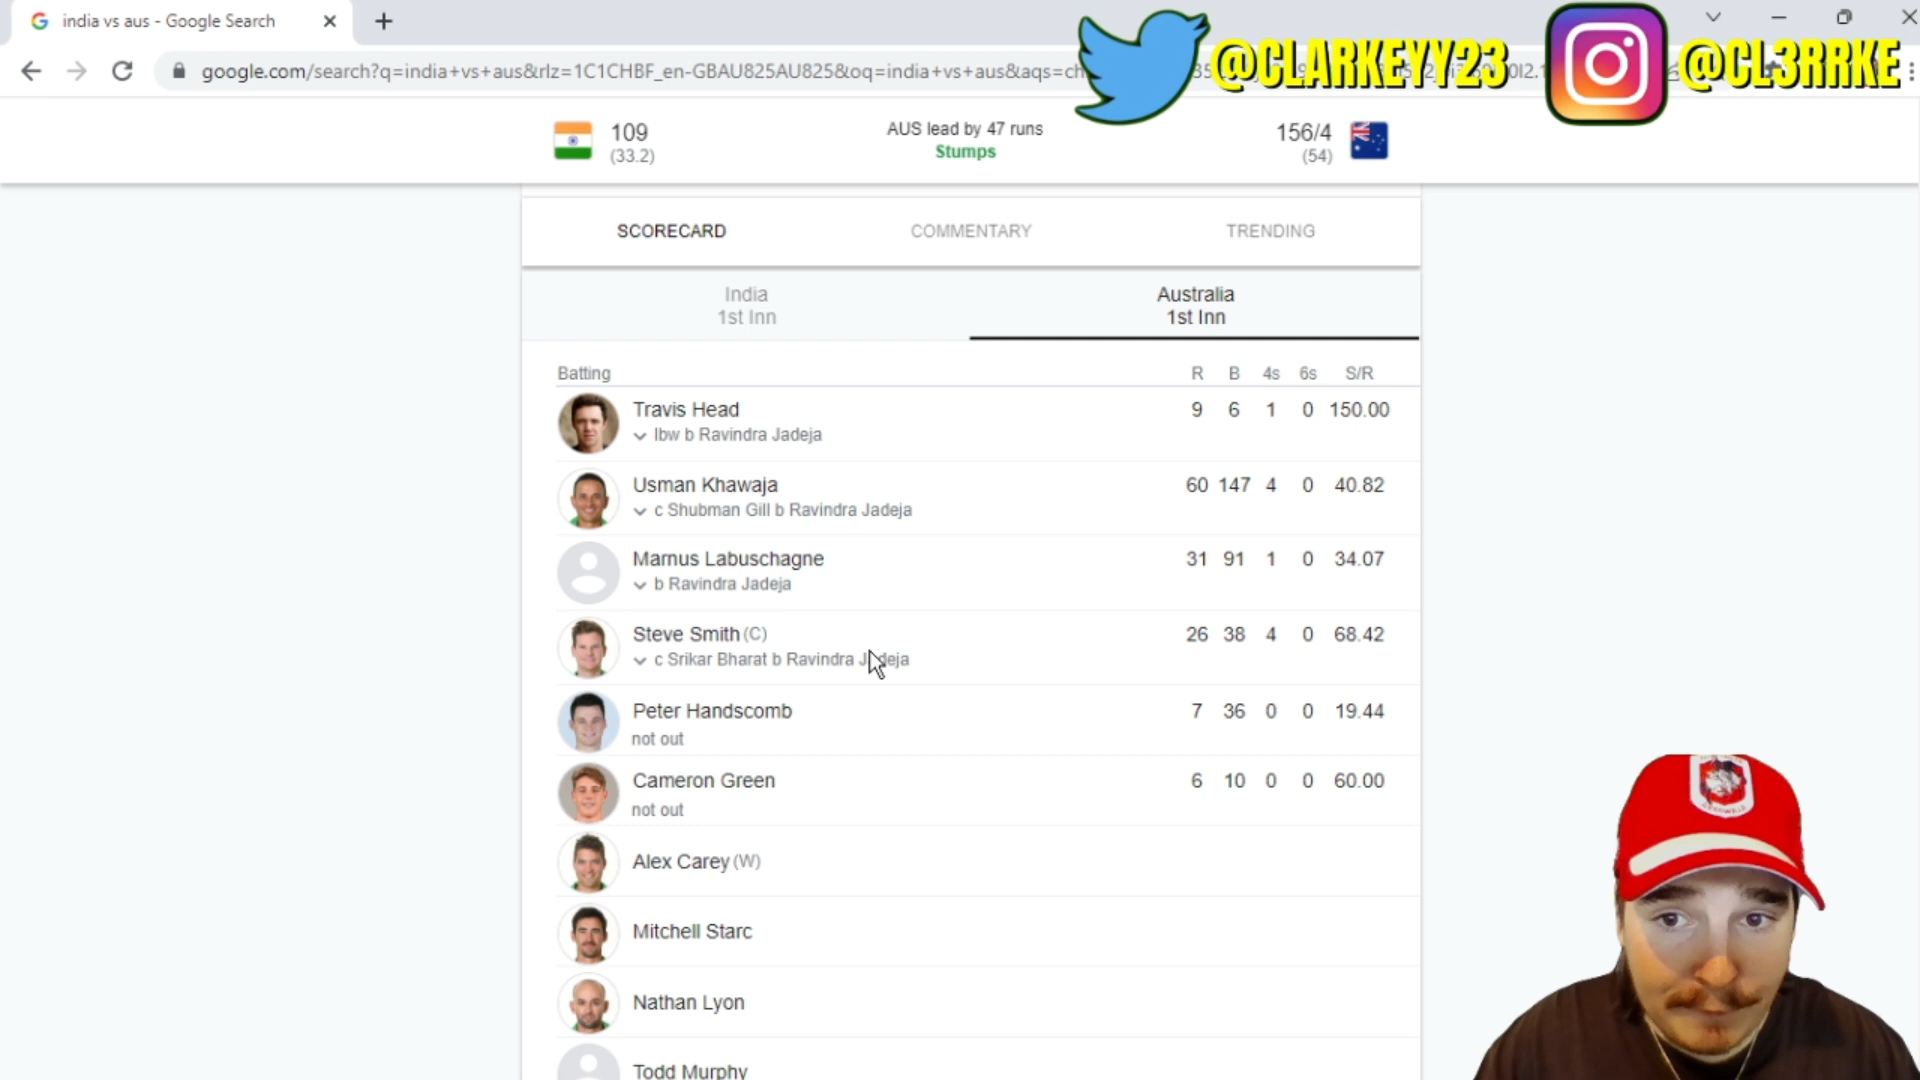 india vs aus - Google Search
google.com/search?q=india+vs+aus&rlz=1C1CHBF_en-GBAU825AU825&oq=india+vs+aus&aqs=ch
@CLARKEYY23
@CL3RRKE
109
(33.2)
AUS lead by 47 runs
Stumps
156/4
(54)
SCORECARD COMMENTARY TRENDING
India
1st Inn
Australia
1st Inn
Batting R B 4s 6s S/R
Travis Head 9 6 1 0 150.00
lbw b Ravindra Jadeja
Usman Khawaja 60 147 4 0 40.82
c Shubman Gill b Ravindra Jadeja
Marnus Labuschagne 31 91 1 0 34.07
b Ravindra Jadeja
Steve Smith (C) 26 38 4 0 68.42
c Srikar Bharat b Ravindra Jadeja
Peter Handscomb 7 36 0 0 19.44
not out
Cameron Green 6 10 0 0 60.00
not out
Alex Carey (W)
Mitchell Starc
Nathan Lyon
Todd Murphy